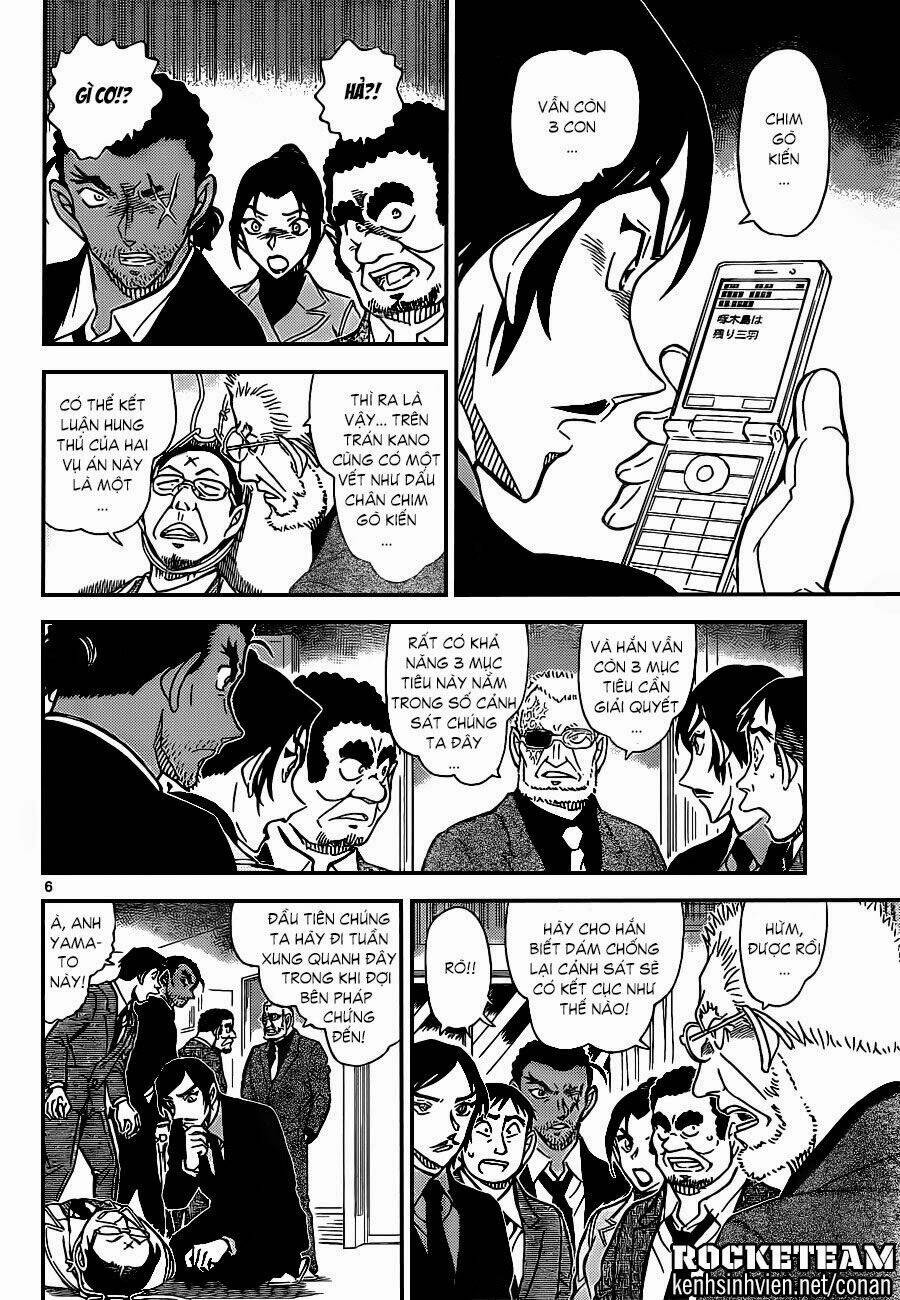 CHIM
GÕ
KIẾN
...
VẪN CÒN
3 CON
...
啄木鳥は
残り三羽
HẢ?!
GÌ CƠ!?
THÌ RA LÀ
VẬY... TRÊN
TRÁN KANO
CŨNG CÓ MỘT
VẾT NHƯ DẤU
CHÂN CHIM
GÕ KIẾN
...
CÓ THỂ KẾT
LUẬN HUNG
THỦ CỦA HAI
VỤ ÁN NÀY
LÀ MỘT
...
VÀ HẮN VẪN
CÒN 3 MỤC
TIÊU CẦN
GIẢI QUYẾT
...
RẤT CÓ KHẢ
NĂNG 3 MỤC
TIÊU NÀY NẰM
TRONG SỐ CẢNH
SÁT CHÚNG
TA ĐÂY
...
6
HỪM,
ĐƯỢC RỒI
...
HÃY CHO HẮN
BIẾT DÁM CHỐNG
LẠI CẢNH SÁT SẼ
CÓ KẾT CỤC NHƯ
THẾ NÀO!
RÕ!!
ĐẦU TIÊN CHÚNG
TA HÃY ĐI TUẦN
XUNG QUANH ĐÂY
TRONG KHI ĐỢI
BÊN PHÁP
CHỨNG
ĐẾN!
À, ANH
YAMA-
TO
NÀY!
ROCKETEAM
kenhsinhvien.net/conan